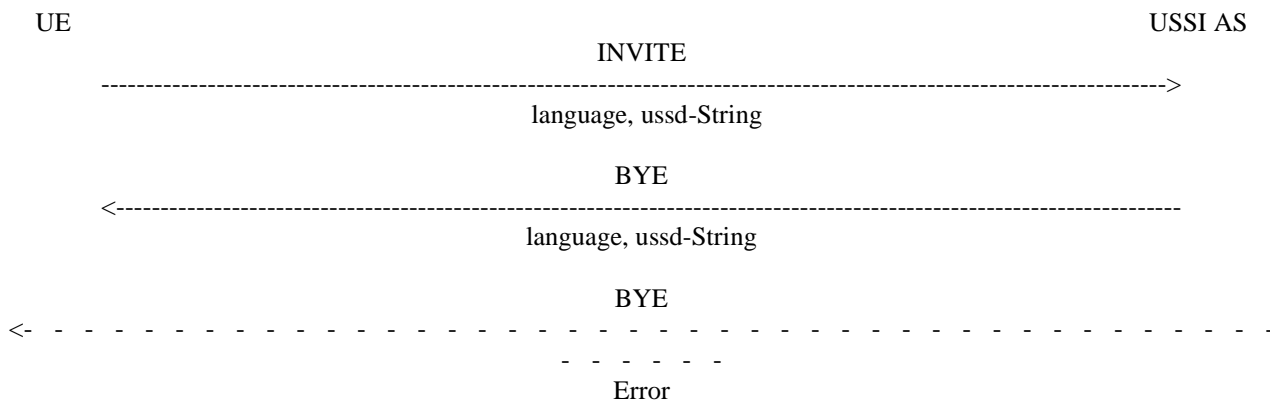 UE USSI AS
INVITE
------------------------------------------------------------------------------------------------------------------------>
language, ussd-String
BYE
<------------------------------------------------------------------------------------------------------------------------
language, ussd-String
BYE
<- - - - - - - - - - - - - - - - - - - - - - - - - - - - - - - - - - - - - - - - - -
- - - - - -
Error